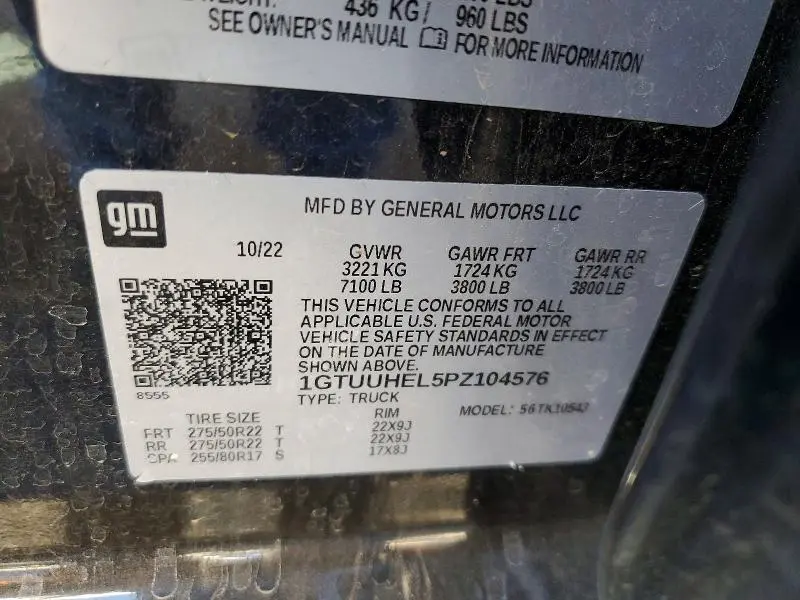 436 KG / 960 LBS
SEE OWNER'S MANUAL FOR MORE INFORMATION
gm
MFD BY GENERAL MOTORS LLC
10/22 GVWR GAWR FRT GAWR RR
3221 KG 1724 KG 1724 KG
7100 LB 3800 LB 3800 LB
THIS VEHICLE CONFORMS TO ALL
APPLICABLE U.S. FEDERAL MOTOR
VEHICLE SAFETY STANDARDS IN EFFECT
ON THE DATE OF MANUFACTURE
SHOWN ABOVE.
1GTUUHEL5PZ104576
8555
TYPE: TRUCK MODEL:
TIRE SIZE RIM
FRT 275/50R22 T 22X9J
RR 275/50R22 T 22X9J
255/80R17 S 17X8J